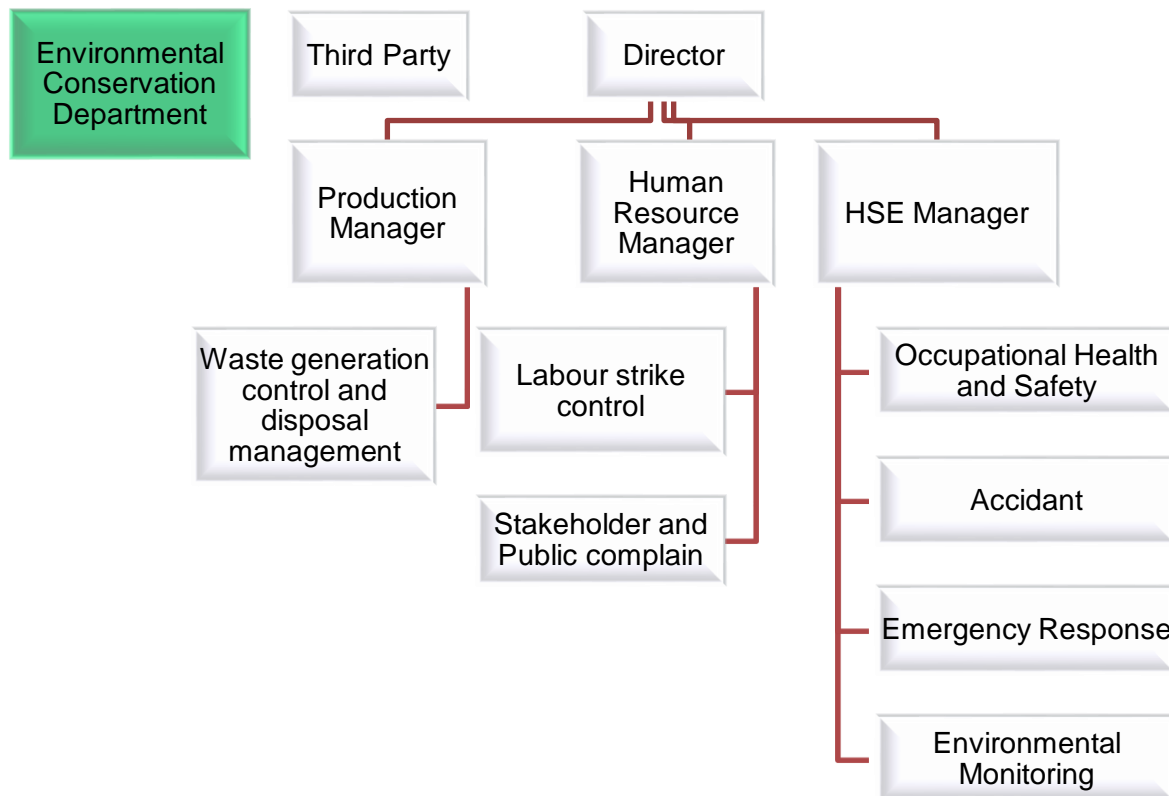 Environmental
Conservation
Department
Third Party
Director
Production
Manager
Human
Resource
Manager
HSE Manager
Waste generation
control and
disposal
management
Labour strike
control
Stakeholder and
Public complain
Occupational Health
and Safety
Accidant
Emergency Response
Environmental
Monitoring